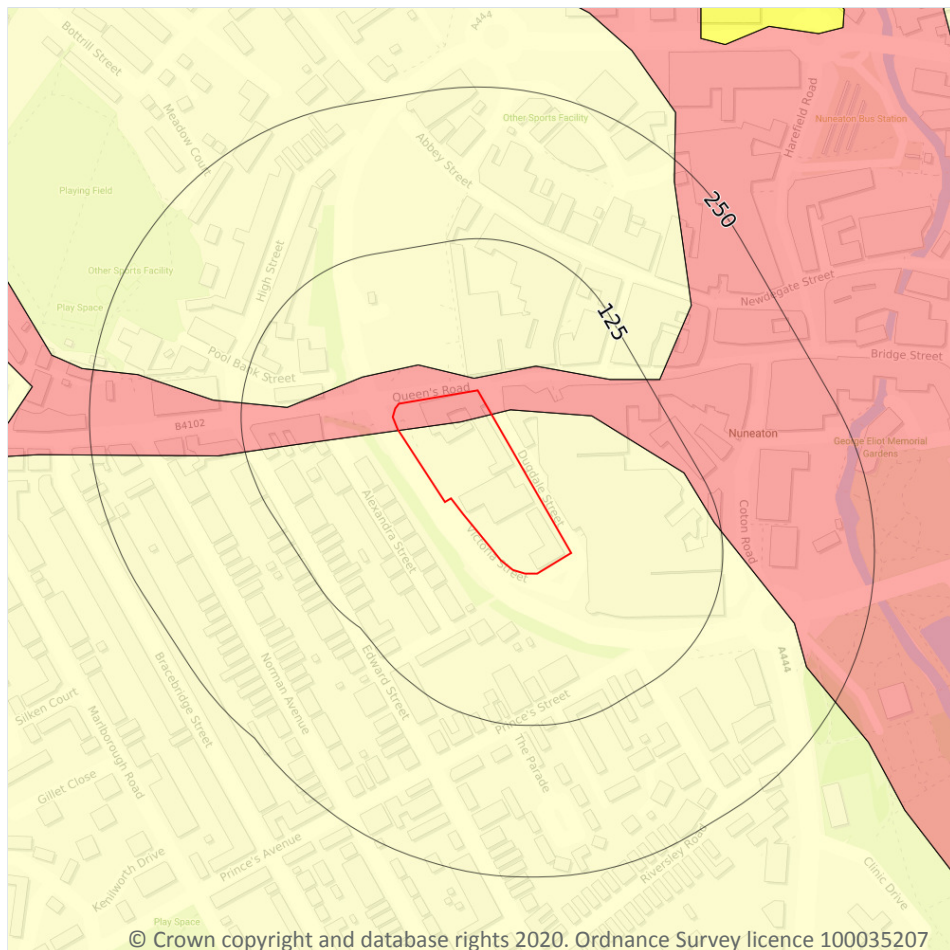 A444
Bottrill Street
Harefield Road
Other Sports Facility
Nuneaton Bus Station
Meadow Court
Abbey Street
Playing Field
250
High Street
Other Sports Facility
Newdegate Street
Play Space
125
Bridge Street
Pool Bank Street
Queen's Road
B4102
Nuneaton
George Eliot Memorial
Gardens
Dugdale Street
Alexandra Street
Coton Road
Victoria Street
A444
Edward Street
Norman Avenue
Bracebridge Street
Silken Court
Prince's Street
Marlborough Road
The Parade
Gillet Close
Prince's Avenue
Riversley Road
Kenilworth Drive
Clinic Drive
Play Space
© Crown copyright and database rights 2020. Ordnance Survey licence 100035207